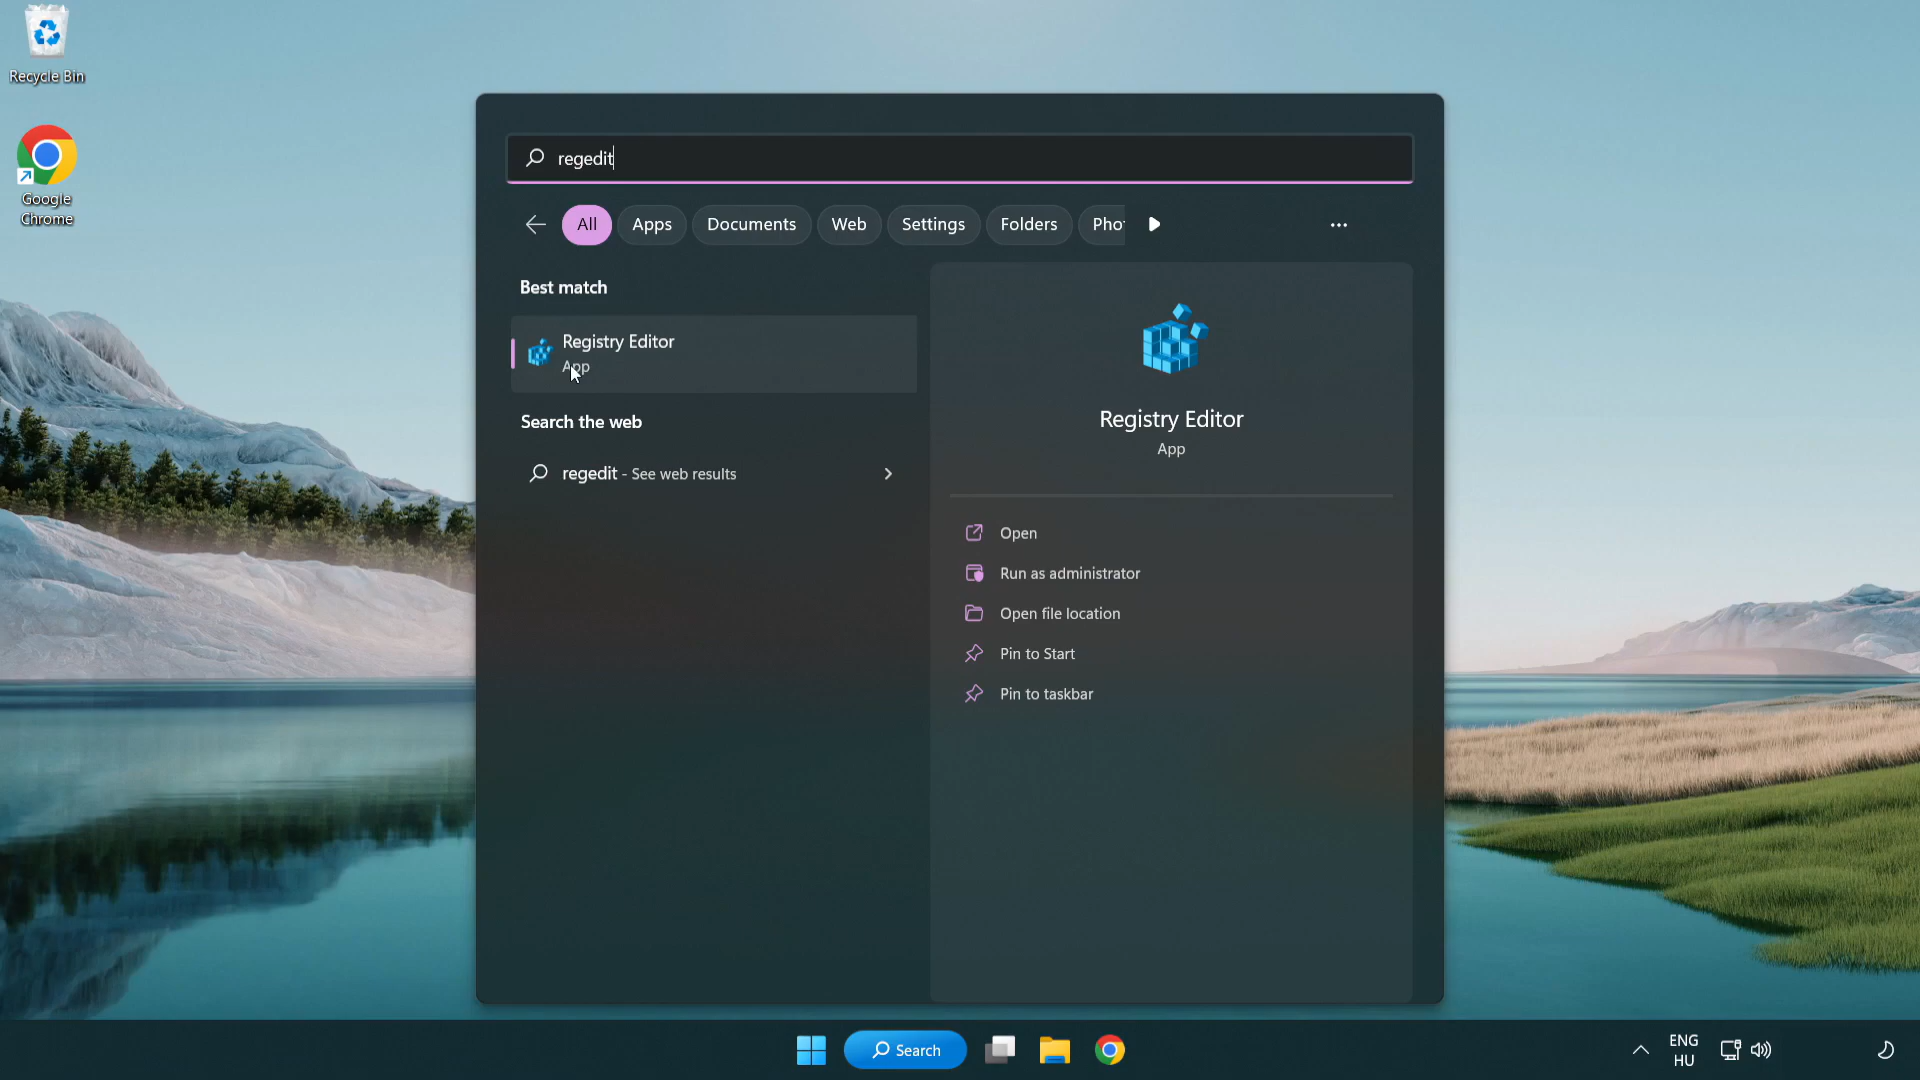 Recycle Bin
Google
Chrome
regedit
All
Apps
Documents
Web
Settings
Folders
Pho
Best match
Registry Editor
App
Search the web
regedit - See web results
Registry Editor
App
Open
Run as administrator
Open file location
Pin to Start
Pin to taskbar
Search
ENG
HU